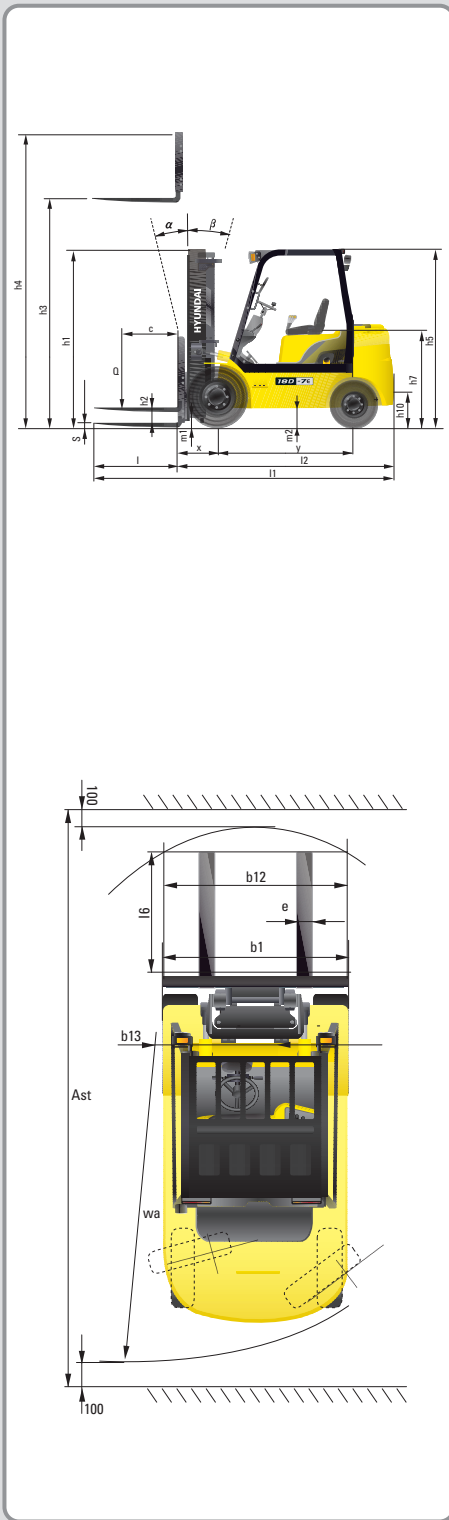 α
β
h4
h3
h1
c
Q
h2
S
HYUNDAI
18D -7E
h5
h7
h10
m1
x
m2
y
l
l2
l1
100
b12
l6
e
b1
b13
Ast
wa
100